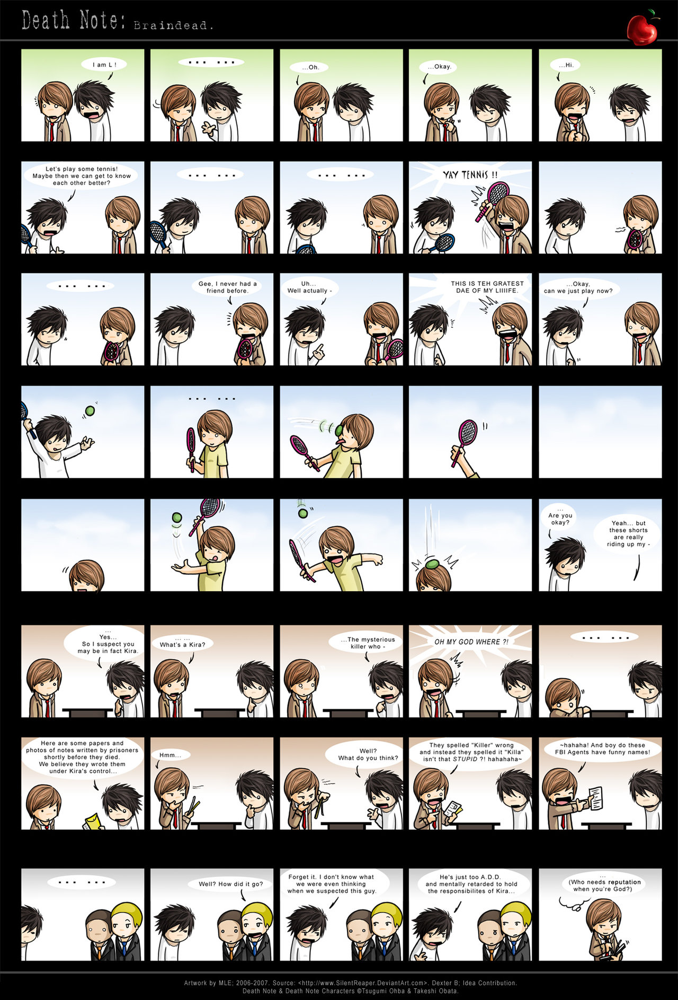 Death Note: Braindead.
I am L !
... ...
...Oh.
...Okay.
...Hi.
Let's play some tennis!
Maybe then we can get to know
each other better?
... ...
... ...
YAY TENNiS !!
... ...
Gee, I never had a
friend before.
Uh...
Well actually -
THIS IS TEH GRATEST
DAE OF MY LIIIIFE.
...Okay,
can we just play now?
... ...
...
Are you
okay?
Yeah... but
these shorts
are really
riding up my -
...
Yes...
So I suspect you
may be in fact Kira.
... ...
What's a Kira?
...The mysterious
killer who -
OH MY GOD WHERE ?!
... ...
Here are some papers and
photos of notes written by prisoners
shortly before they died.
We believe they wrote them
under Kira's control...
Hmm...
Well?
What do you think?
They spelled "Killer" wrong
and instead they spelled it "Killa"
isn't that STUPID ?! hahahaha~
~hahaha! And boy do these
FBI Agents have funny names!
... ...
Well? How did it go?
Forget it. I don't know what
we were even thinking
when we suspected this guy.
He's just too A.D.D.
and mentally retarded to hold
the responsibilites of Kira...
...
(Who needs reputation
when you're God?)
Artwork by MLE; 2006-2007. Source: <http://www.SilentReaper.DeviantArt.com>. Dexter B; Idea Contribution.
Death Note & Death Note Characters ©Tsugumi Ohba & Takeshi Obata.